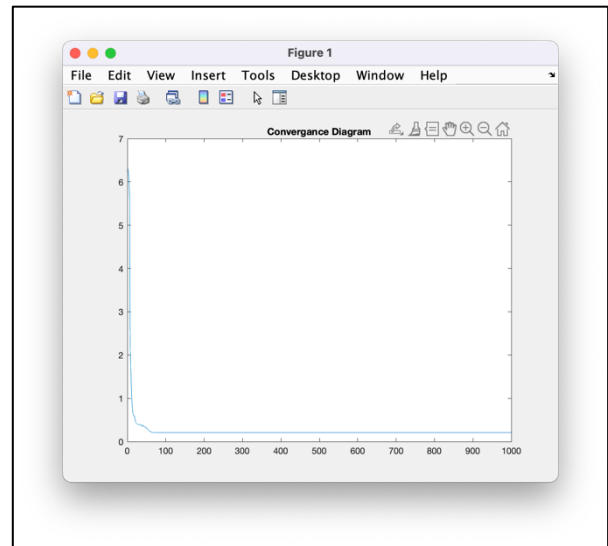 Figure 1
File Edit View Insert Tools Desktop Window Help
Convergance Diagram
7
6
5
4
3
2
1
0
0 100 200 300 400 500 600 700 800 900 1000